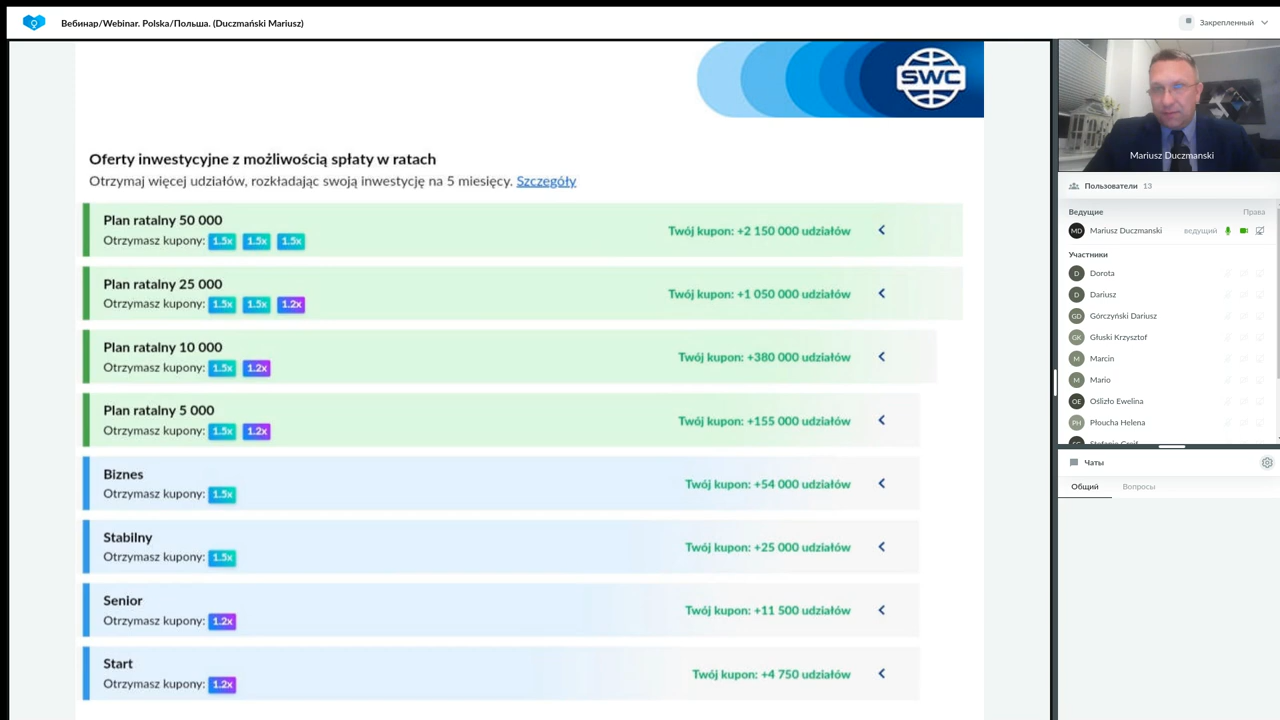 Вебинар/Webinar. Polska/Польша. (Duczmański Mariusz)
Закрепленный
SWC
Oferty inwestycyjne z możliwością spłaty w ratach
Otrzymaj więcej udziałów, rozkładając swoją inwestycję na 5 miesięcy. Szczegóły
Plan ratalny 50 000
Otrzymasz kupony: 1.5x 1.5x 1.5x
Twój kupon: +2 150 000 udziałów
Plan ratalny 25 000
Otrzymasz kupony: 1.5x 1.5x 1.2x
Twój kupon: +1 050 000 udziałów
Plan ratalny 10 000
Otrzymasz kupony: 1.5x 1.2x
Twój kupon: +380 000 udziałów
Plan ratalny 5 000
Otrzymasz kupony: 1.5x 1.2x
Twój kupon: +155 000 udziałów
Biznes
Otrzymasz kupony: 1.5x
Twój kupon: +54 000 udziałów
Stabilny
Otrzymasz kupony: 1.5x
Twój kupon: +25 000 udziałów
Senior
Otrzymasz kupony: 1.2x
Twój kupon: +11 500 udziałów
Start
Otrzymasz kupony: 1.2x
Twój kupon: +4 750 udziałów
Mariusz Duczmanski
Пользователи 13
Ведущие Права
MD Mariusz Duczmanski ведущий
Участники
D Dorota
D Dariusz
GD Górczyński Dariusz
GK Głuski Krzysztof
M Marcin
M Mario
OE Oślizło Ewelina
PH Płoucha Helena
Чаты
Общий Вопросы